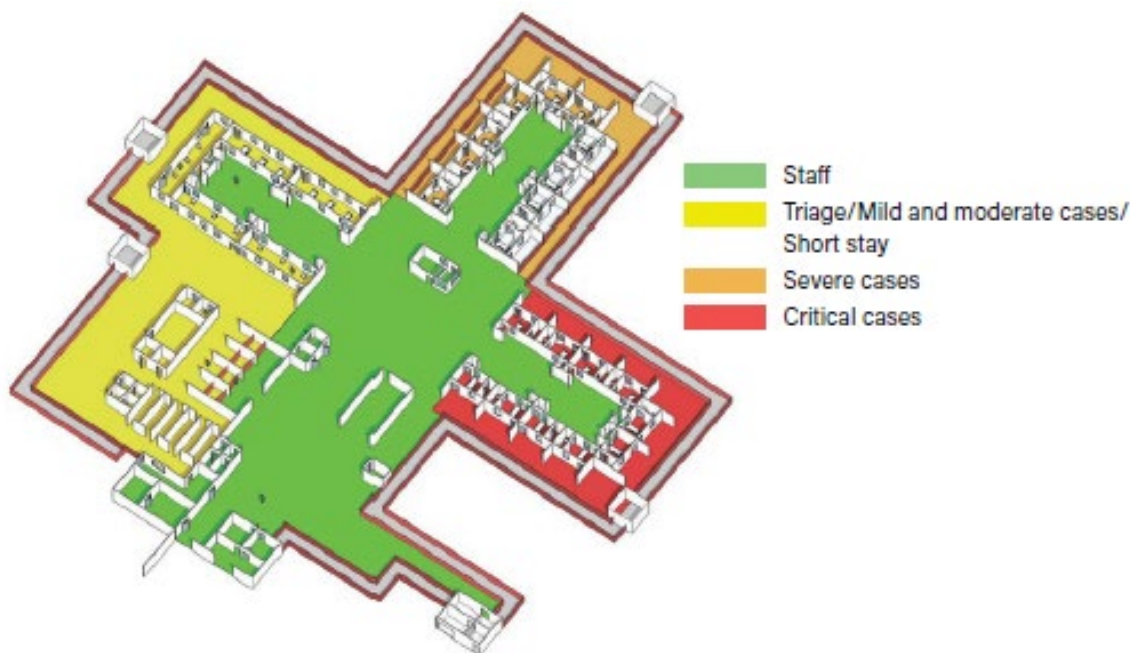 Staff
Triage/Mild and moderate cases/
Short stay
Severe cases
Critical cases